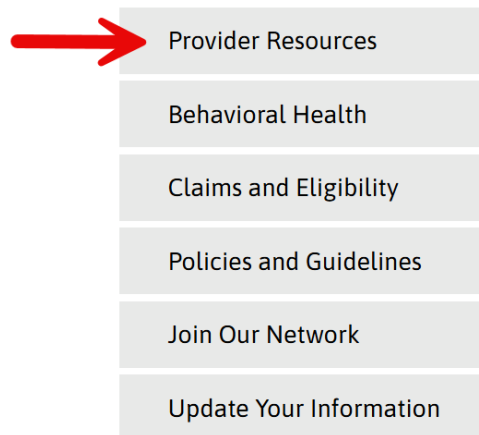 Provider Resources
Behavioral Health
Claims and Eligibility
Policies and Guidelines
Join Our Network
Update Your Information